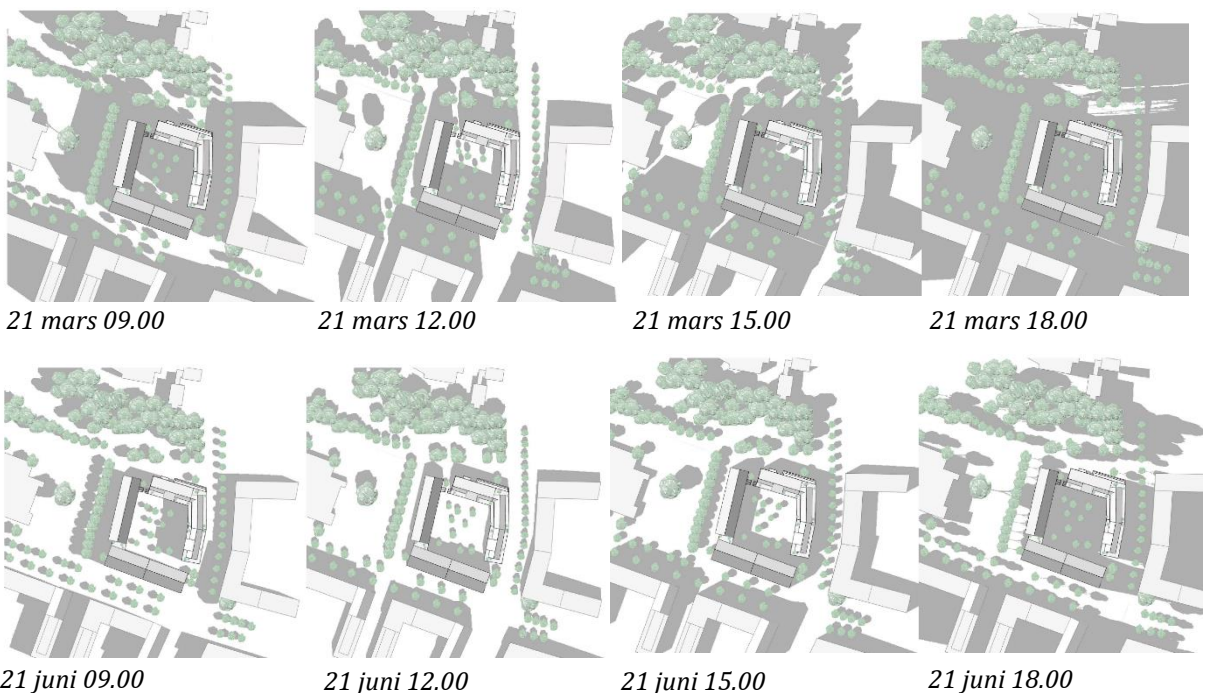 21 mars 09.00
21 mars 12.00
21 mars 15.00
21 mars 18.00
21 juni 09.00
21 juni 12.00
21 juni 15.00
21 juni 18.00